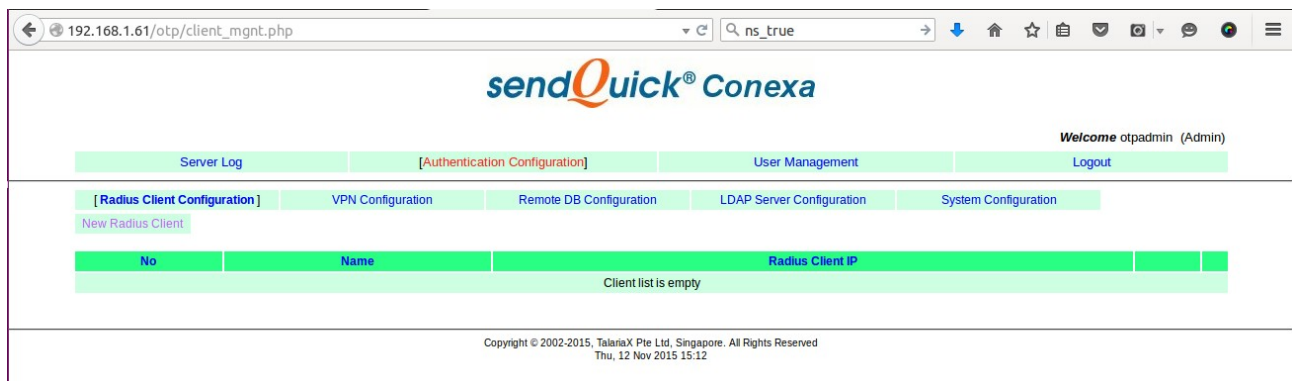 192.168.1.61/otp/client_mgnt.php ns_true
sendQuick® Conexa
Welcome otpadmin (Admin)
Server Log [Authentication Configuration] User Management Logout
[ Radius Client Configuration ] VPN Configuration Remote DB Configuration LDAP Server Configuration System Configuration
New Radius Client
No Name Radius Client IP
Client list is empty
Copyright © 2002-2015, TalariaX Pte Ltd, Singapore. All Rights Reserved
Thu, 12 Nov 2015 15:12